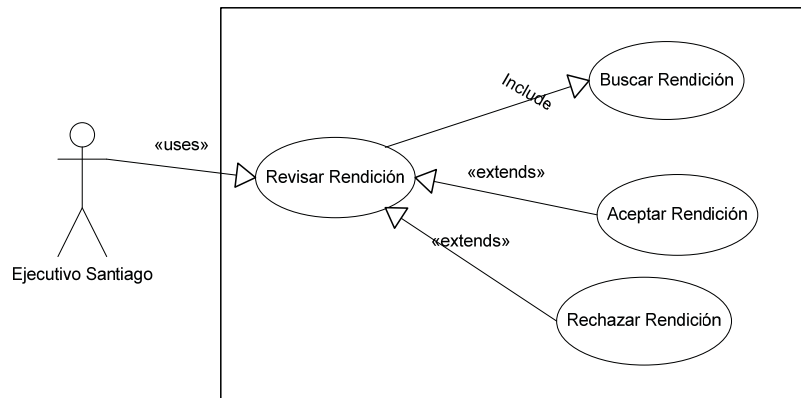 Buscar Rendición
Include
«uses»
Revisar Rendición
«extends»
Aceptar Rendición
«extends»
Ejecutivo Santiago
Rechazar Rendición